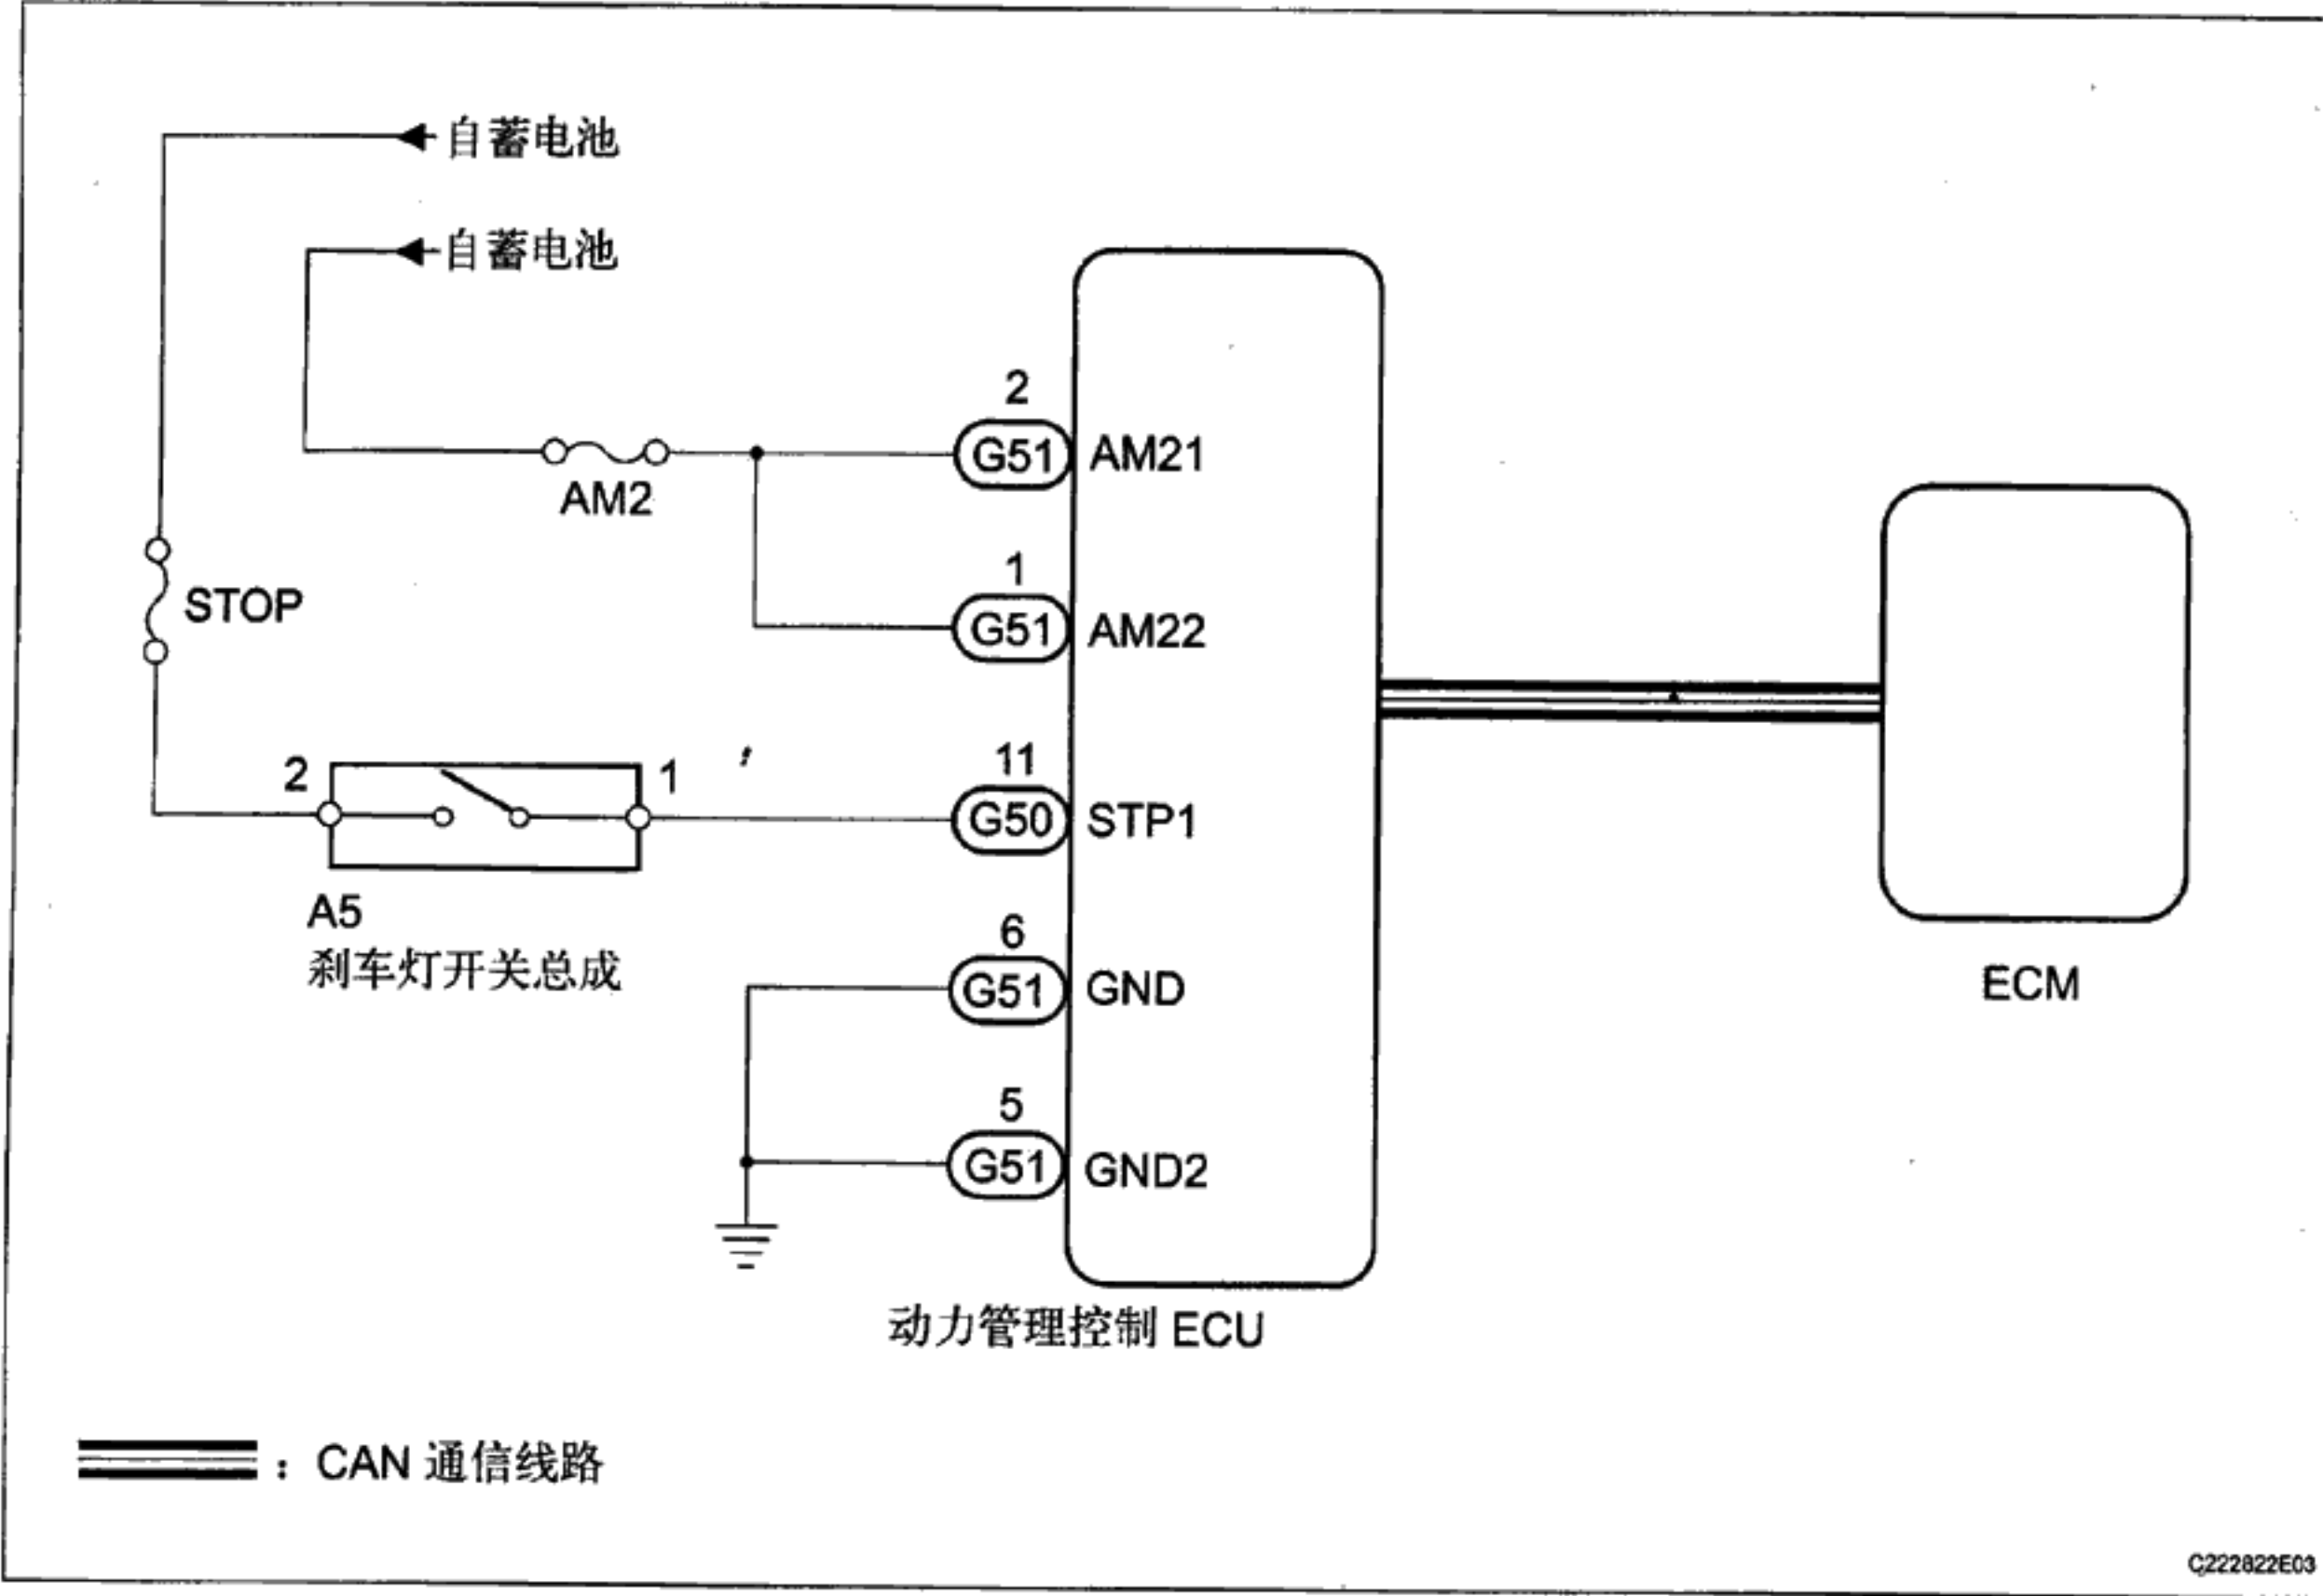 自蓄电池
自蓄电池
2
G51 AM21
AM2
1
G51 AM22
STOP
2 1
11
G50 STP1
A5
刹车灯开关总成
6
G51 GND
ECM
5
G51 GND2
动力管理控制 ECU
: CAN 通信线路
C222822E03